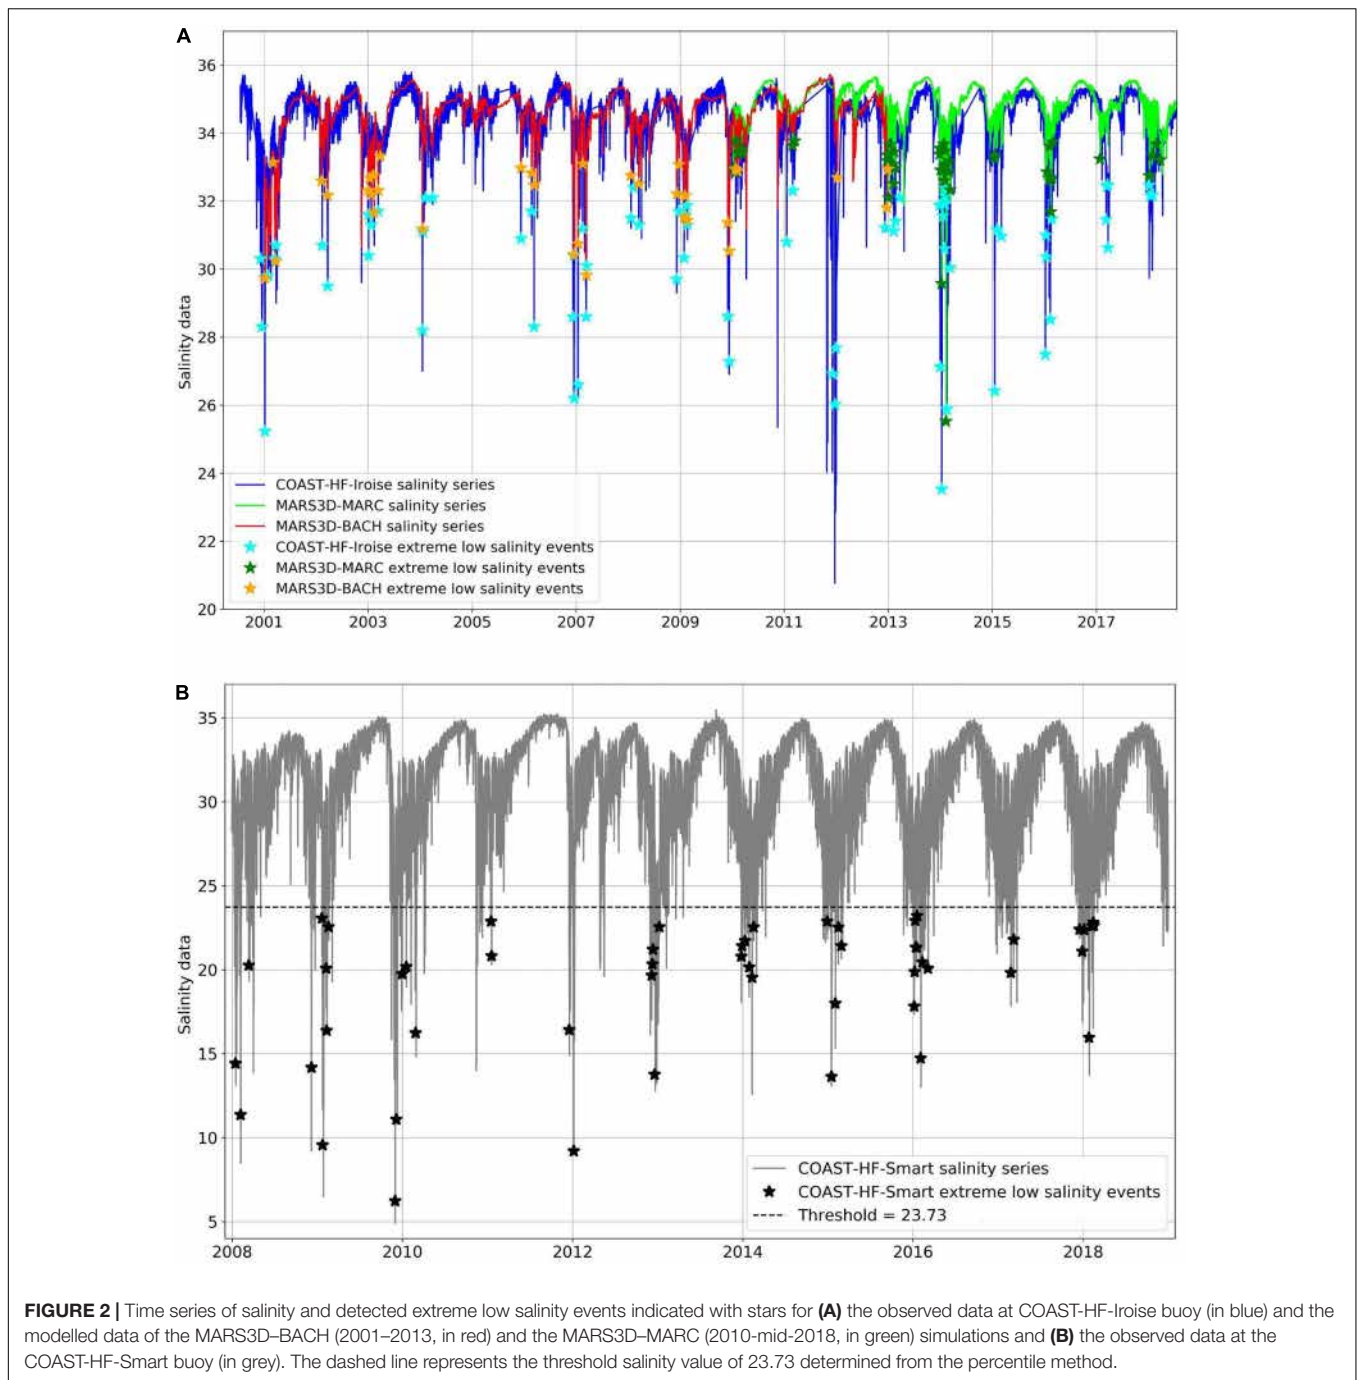 A
36
34
32
30
28
26
24
22
20
Salinity data
COAST-HF-Iroise salinity series
MARS3D-MARC salinity series
MARS3D-BACH salinity series
COAST-HF-Iroise extreme low salinity events
MARS3D-MARC extreme low salinity events
MARS3D-BACH extreme low salinity events
2001 2003 2005 2007 2009 2011 2013 2015 2017
B
35
30
25
20
15
10
5
Salinity data
COAST-HF-Smart salinity series
COAST-HF-Smart extreme low salinity events
Threshold = 23.73
2008 2010 2012 2014 2016 2018
FIGURE 2 | Time series of salinity and detected extreme low salinity events indicated with stars for (A) the observed data at COAST-HF-Iroise buoy (in blue) and the
modelled data of the MARS3D–BACH (2001–2013, in red) and the MARS3D–MARC (2010-mid-2018, in green) simulations and (B) the observed data at the
COAST-HF-Smart buoy (in grey). The dashed line represents the threshold salinity value of 23.73 determined from the percentile method.